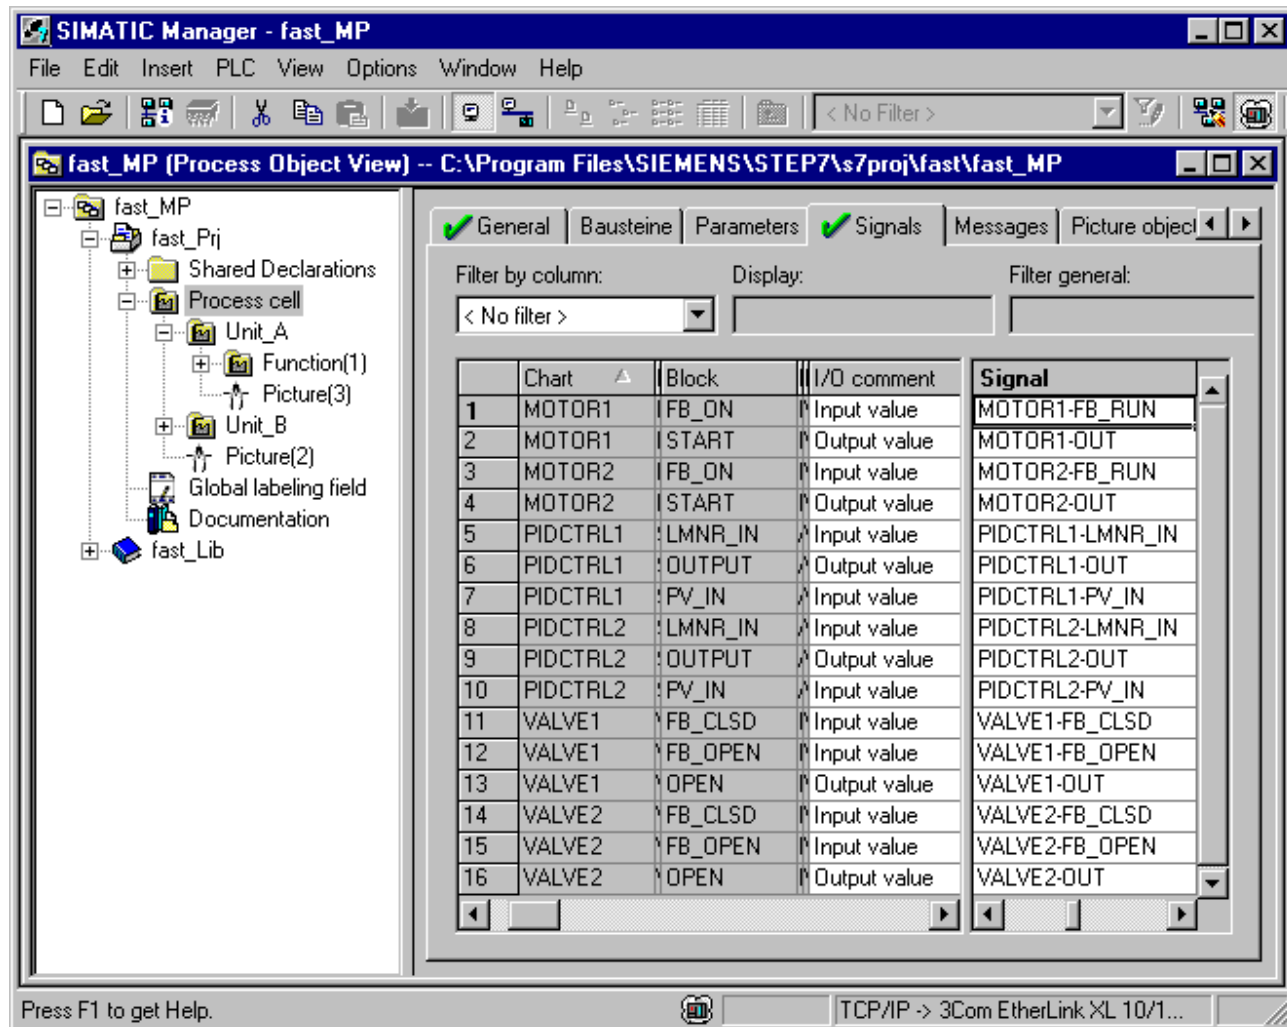 SIMATIC Manager - fast_MP
File Edit Insert PLC View Options Window Help
< No Filter >
fast_MP (Process Object View) -- C:\Program Files\SIEMENS\STEP7\s7proj\fast\fast_MP
fast_MP
fast_Prj
Shared Declarations
Process cell
Unit_A
Function(1)
Picture(3)
Unit_B
Picture(2)
Global labeling field
Documentation
fast_Lib
General Bausteine Parameters Signals Messages Picture object
Filter by column: Display: Filter general:
< No filter >
Chart Block I/O comment Signal
1 MOTOR1 FB_ON Input value MOTOR1-FB_RUN
2 MOTOR1 START Output value MOTOR1-OUT
3 MOTOR2 FB_ON Input value MOTOR2-FB_RUN
4 MOTOR2 START Output value MOTOR2-OUT
5 PIDCTRL1 LMNR_IN Input value PIDCTRL1-LMNR_IN
6 PIDCTRL1 OUTPUT Output value PIDCTRL1-OUT
7 PIDCTRL1 PV_IN Input value PIDCTRL1-PV_IN
8 PIDCTRL2 LMNR_IN Input value PIDCTRL2-LMNR_IN
9 PIDCTRL2 OUTPUT Output value PIDCTRL2-OUT
10 PIDCTRL2 PV_IN Input value PIDCTRL2-PV_IN
11 VALVE1 FB_CLSD Input value VALVE1-FB_CLSD
12 VALVE1 FB_OPEN Input value VALVE1-FB_OPEN
13 VALVE1 OPEN Output value VALVE1-OUT
14 VALVE2 FB_CLSD Input value VALVE2-FB_CLSD
15 VALVE2 FB_OPEN Input value VALVE2-FB_OPEN
16 VALVE2 OPEN Output value VALVE2-OUT
Press F1 to get Help. TCP/IP -> 3Com EtherLink XL 10/1...